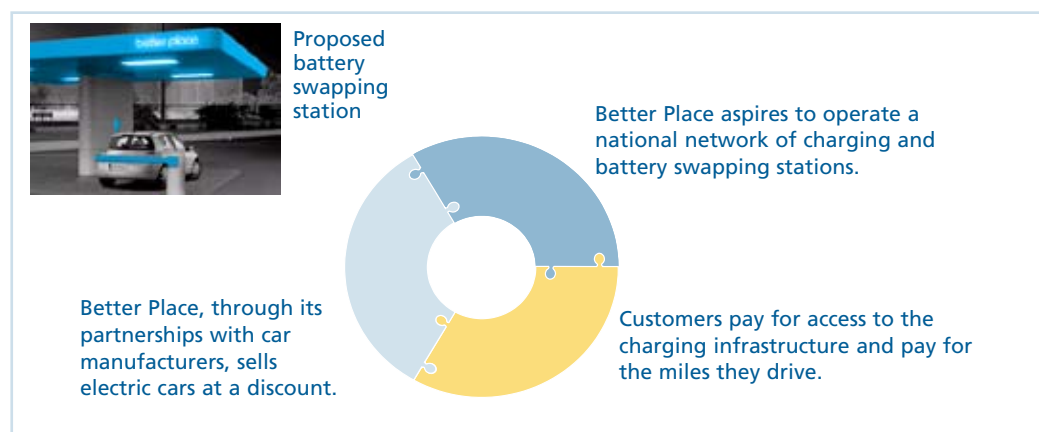 better place
Proposed
battery
swapping
station
Better Place aspires to operate a
national network of charging and
battery swapping stations.
Better Place, through its
partnerships with car
manufacturers, sells
electric cars at a discount.
Customers pay for access to the
charging infrastructure and pay for
the miles they drive.